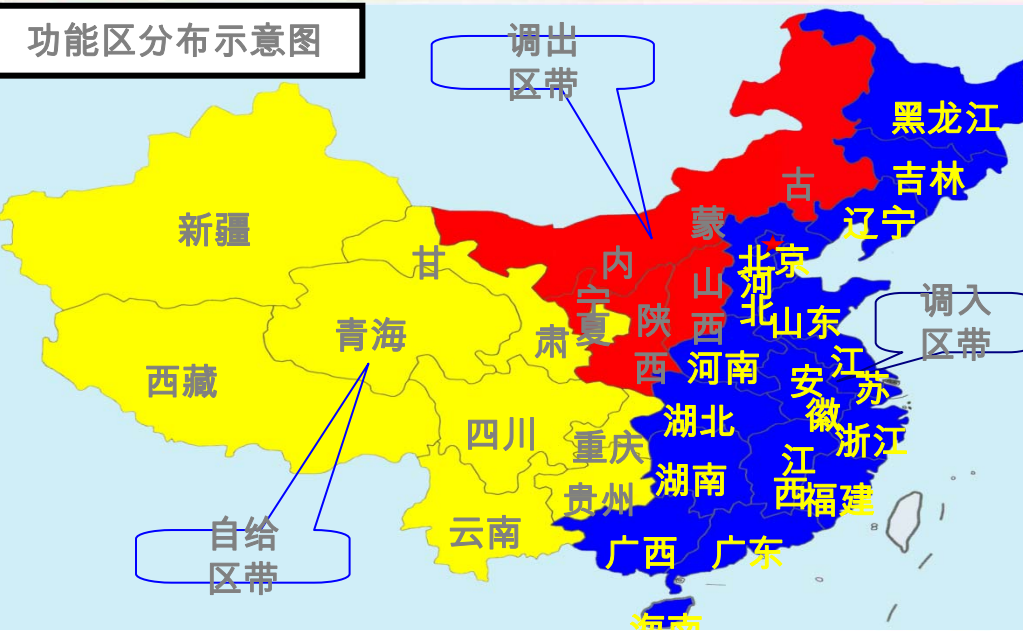 功能区分布示意图
调出
区带
黑龙江
吉林
辽宁
内
蒙
古
新疆
甘
肃
北京
河
北
宁
夏
山
西
陕
西
青海
山东
调入
区带
西藏
河南
江
苏
安
徽
四川
重庆
湖北
浙江
湖南
江
西
福建
贵州
云南
广西
广东
自给
区带
海南
8